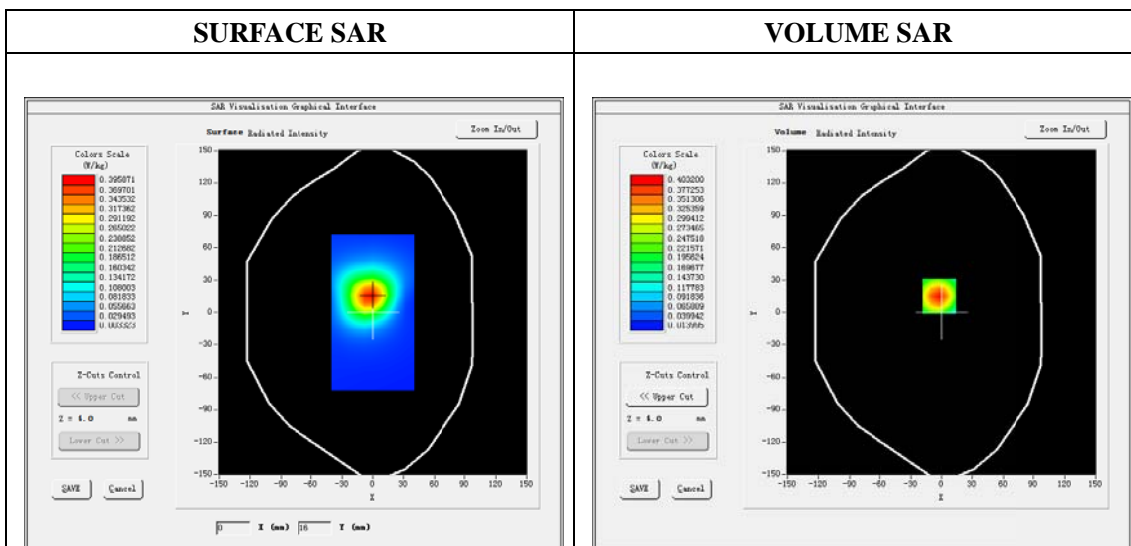 SURFACE SAR
VOLUME SAR
SAR Visualisation Graphical Interface
Surface Radiated Intensity
Zoom In/Out
Colors Scale
(W/kg)
0.395871
0.369701
0.343532
0.317362
0.291192
0.265022
0.238852
0.212682
0.186512
0.160342
0.134172
0.108003
0.081833
0.055663
0.029493
0.003323
Z-Cuts Control
<< Upper Cut
Z = 4.0 mm
Lower Cut >>
SAVE
Cancel
150
120
90
60
30
0
-30
-60
-90
-120
-150
Y
-150 -120 -90 -60 -30 0 30 60 90 120 150
X
0 X (mm) 16 Y (mm)
SAR Visualisation Graphical Interface
Volume Radiated Intensity
Zoom In/Out
Colors Scale
(W/kg)
0.403200
0.377253
0.351306
0.325359
0.299412
0.273465
0.247518
0.221571
0.195624
0.169677
0.143730
0.117783
0.091836
0.065889
0.039942
0.013995
Z-Cuts Control
<< Upper Cut
Z = 4.0 mm
Lower Cut >>
SAVE
Cancel
150
120
90
60
30
0
-30
-60
-90
-120
-150
Y
-150 -120 -90 -60 -30 0 30 60 90 120 150
X